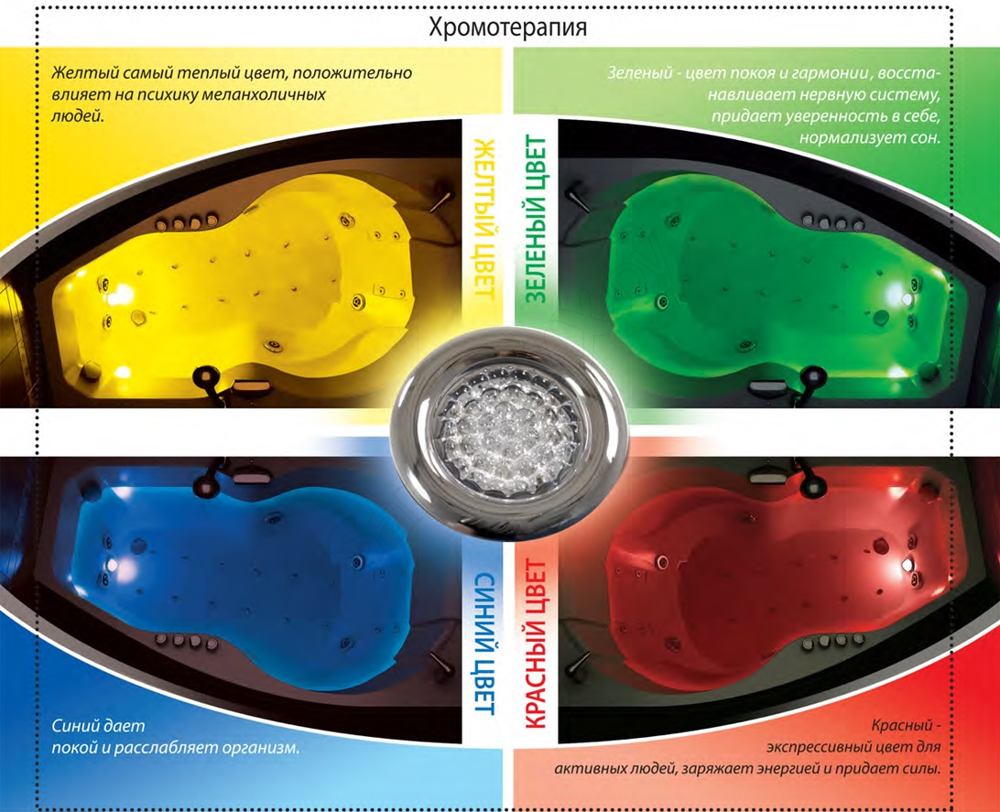 Хромотерапия
Желтый самый теплый цвет, положительно
влияет на психику меланхоличных
людей.
Зеленый - цвет покоя и гармонии, восста-
навливает нервную систему,
придает уверенность в себе,
нормализует сон.
ЖЕЛТЫЙ ЦВЕТ
ЗЕЛЕНЫЙ ЦВЕТ
СИНИЙ ЦВЕТ
КРАСНЫЙ ЦВЕТ
Синий дает
покой и расслабляет организм.
Красный -
экспрессивный цвет для
активных людей, заряжает энергией и придает силы.